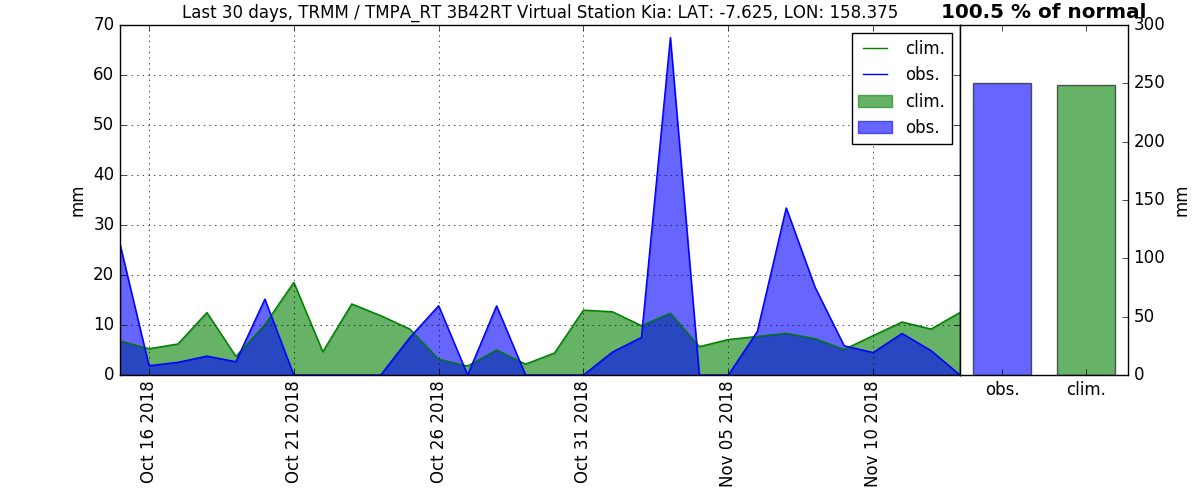 Last 30 days, TRMM / TMPA_RT 3B42RT Virtual Station Kia: LAT: -7.625, LON: 158.375
100.5 % of normal
70
60
50
40
30
20
10
0
mm
clim.
obs.
clim.
obs.
300
250
200
150
100
50
0
mm
Oct 16 2018
Oct 21 2018
Oct 26 2018
Oct 31 2018
Nov 05 2018
Nov 10 2018
obs.
clim.